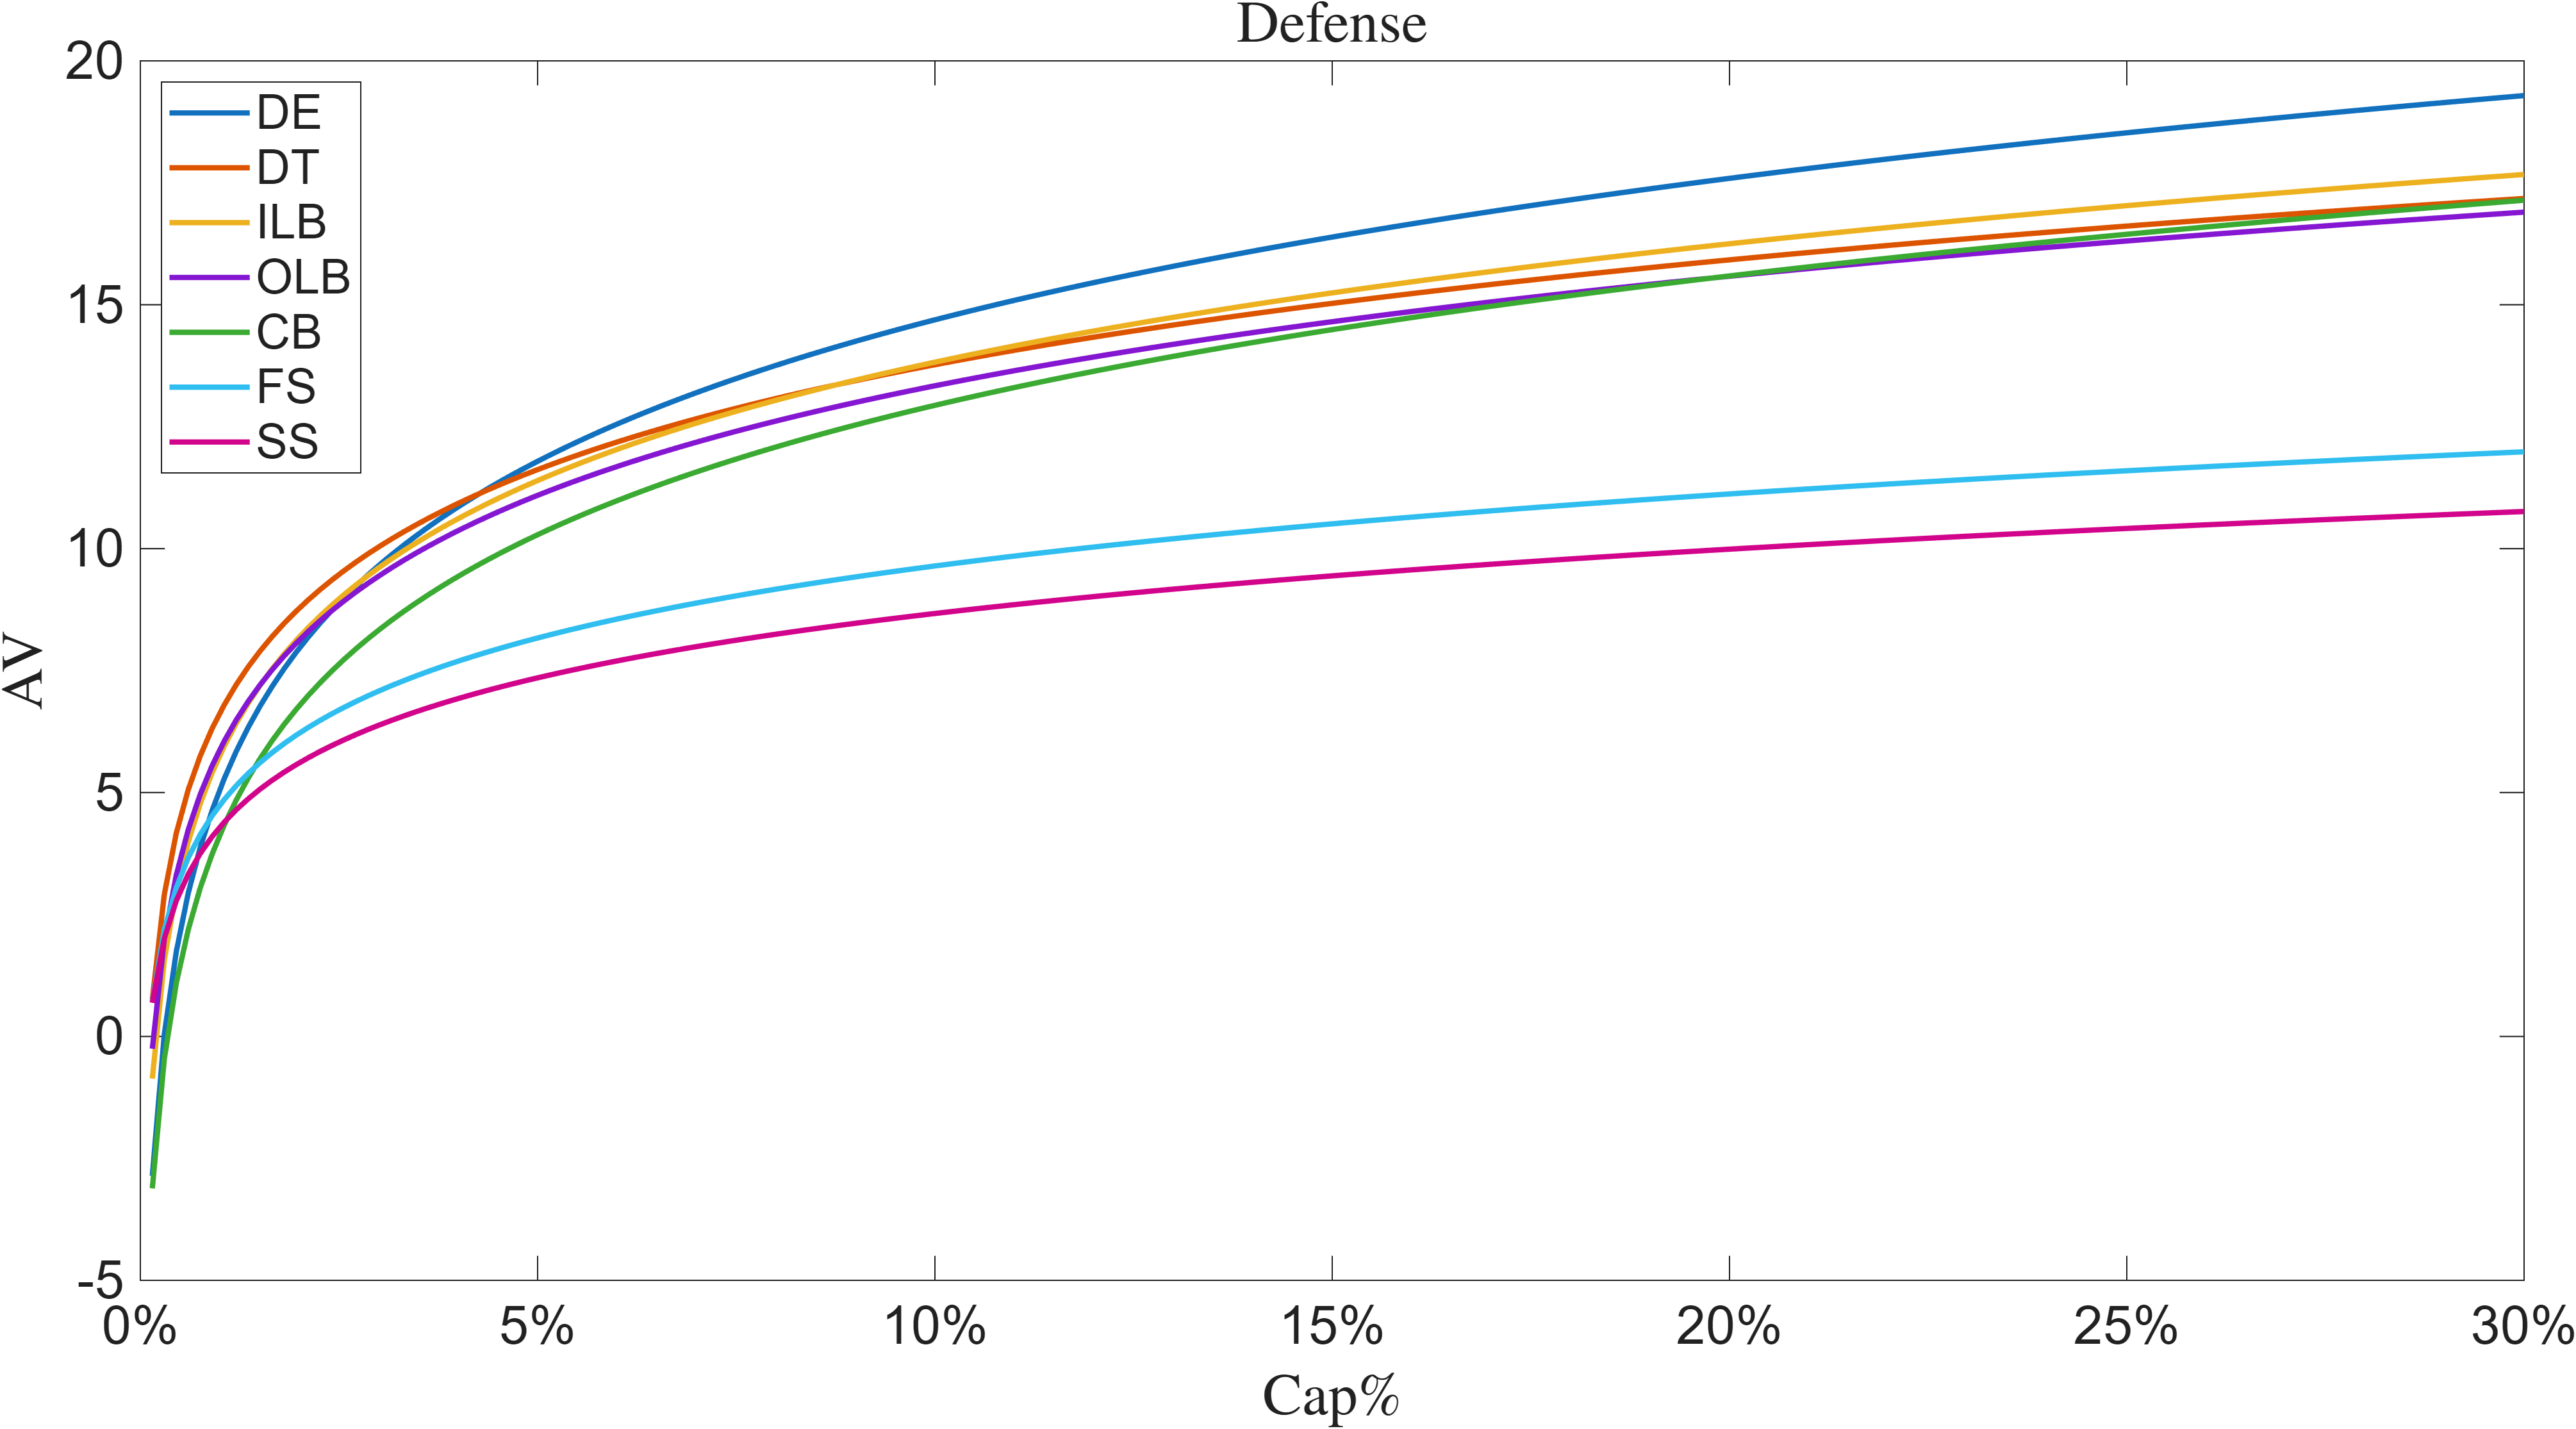 Defense
20
15
10
5
0
-5
AV
DE
DT
ILB
OLB
CB
FS
SS
0% 5% 10% 15% 20% 25% 30%
Cap%